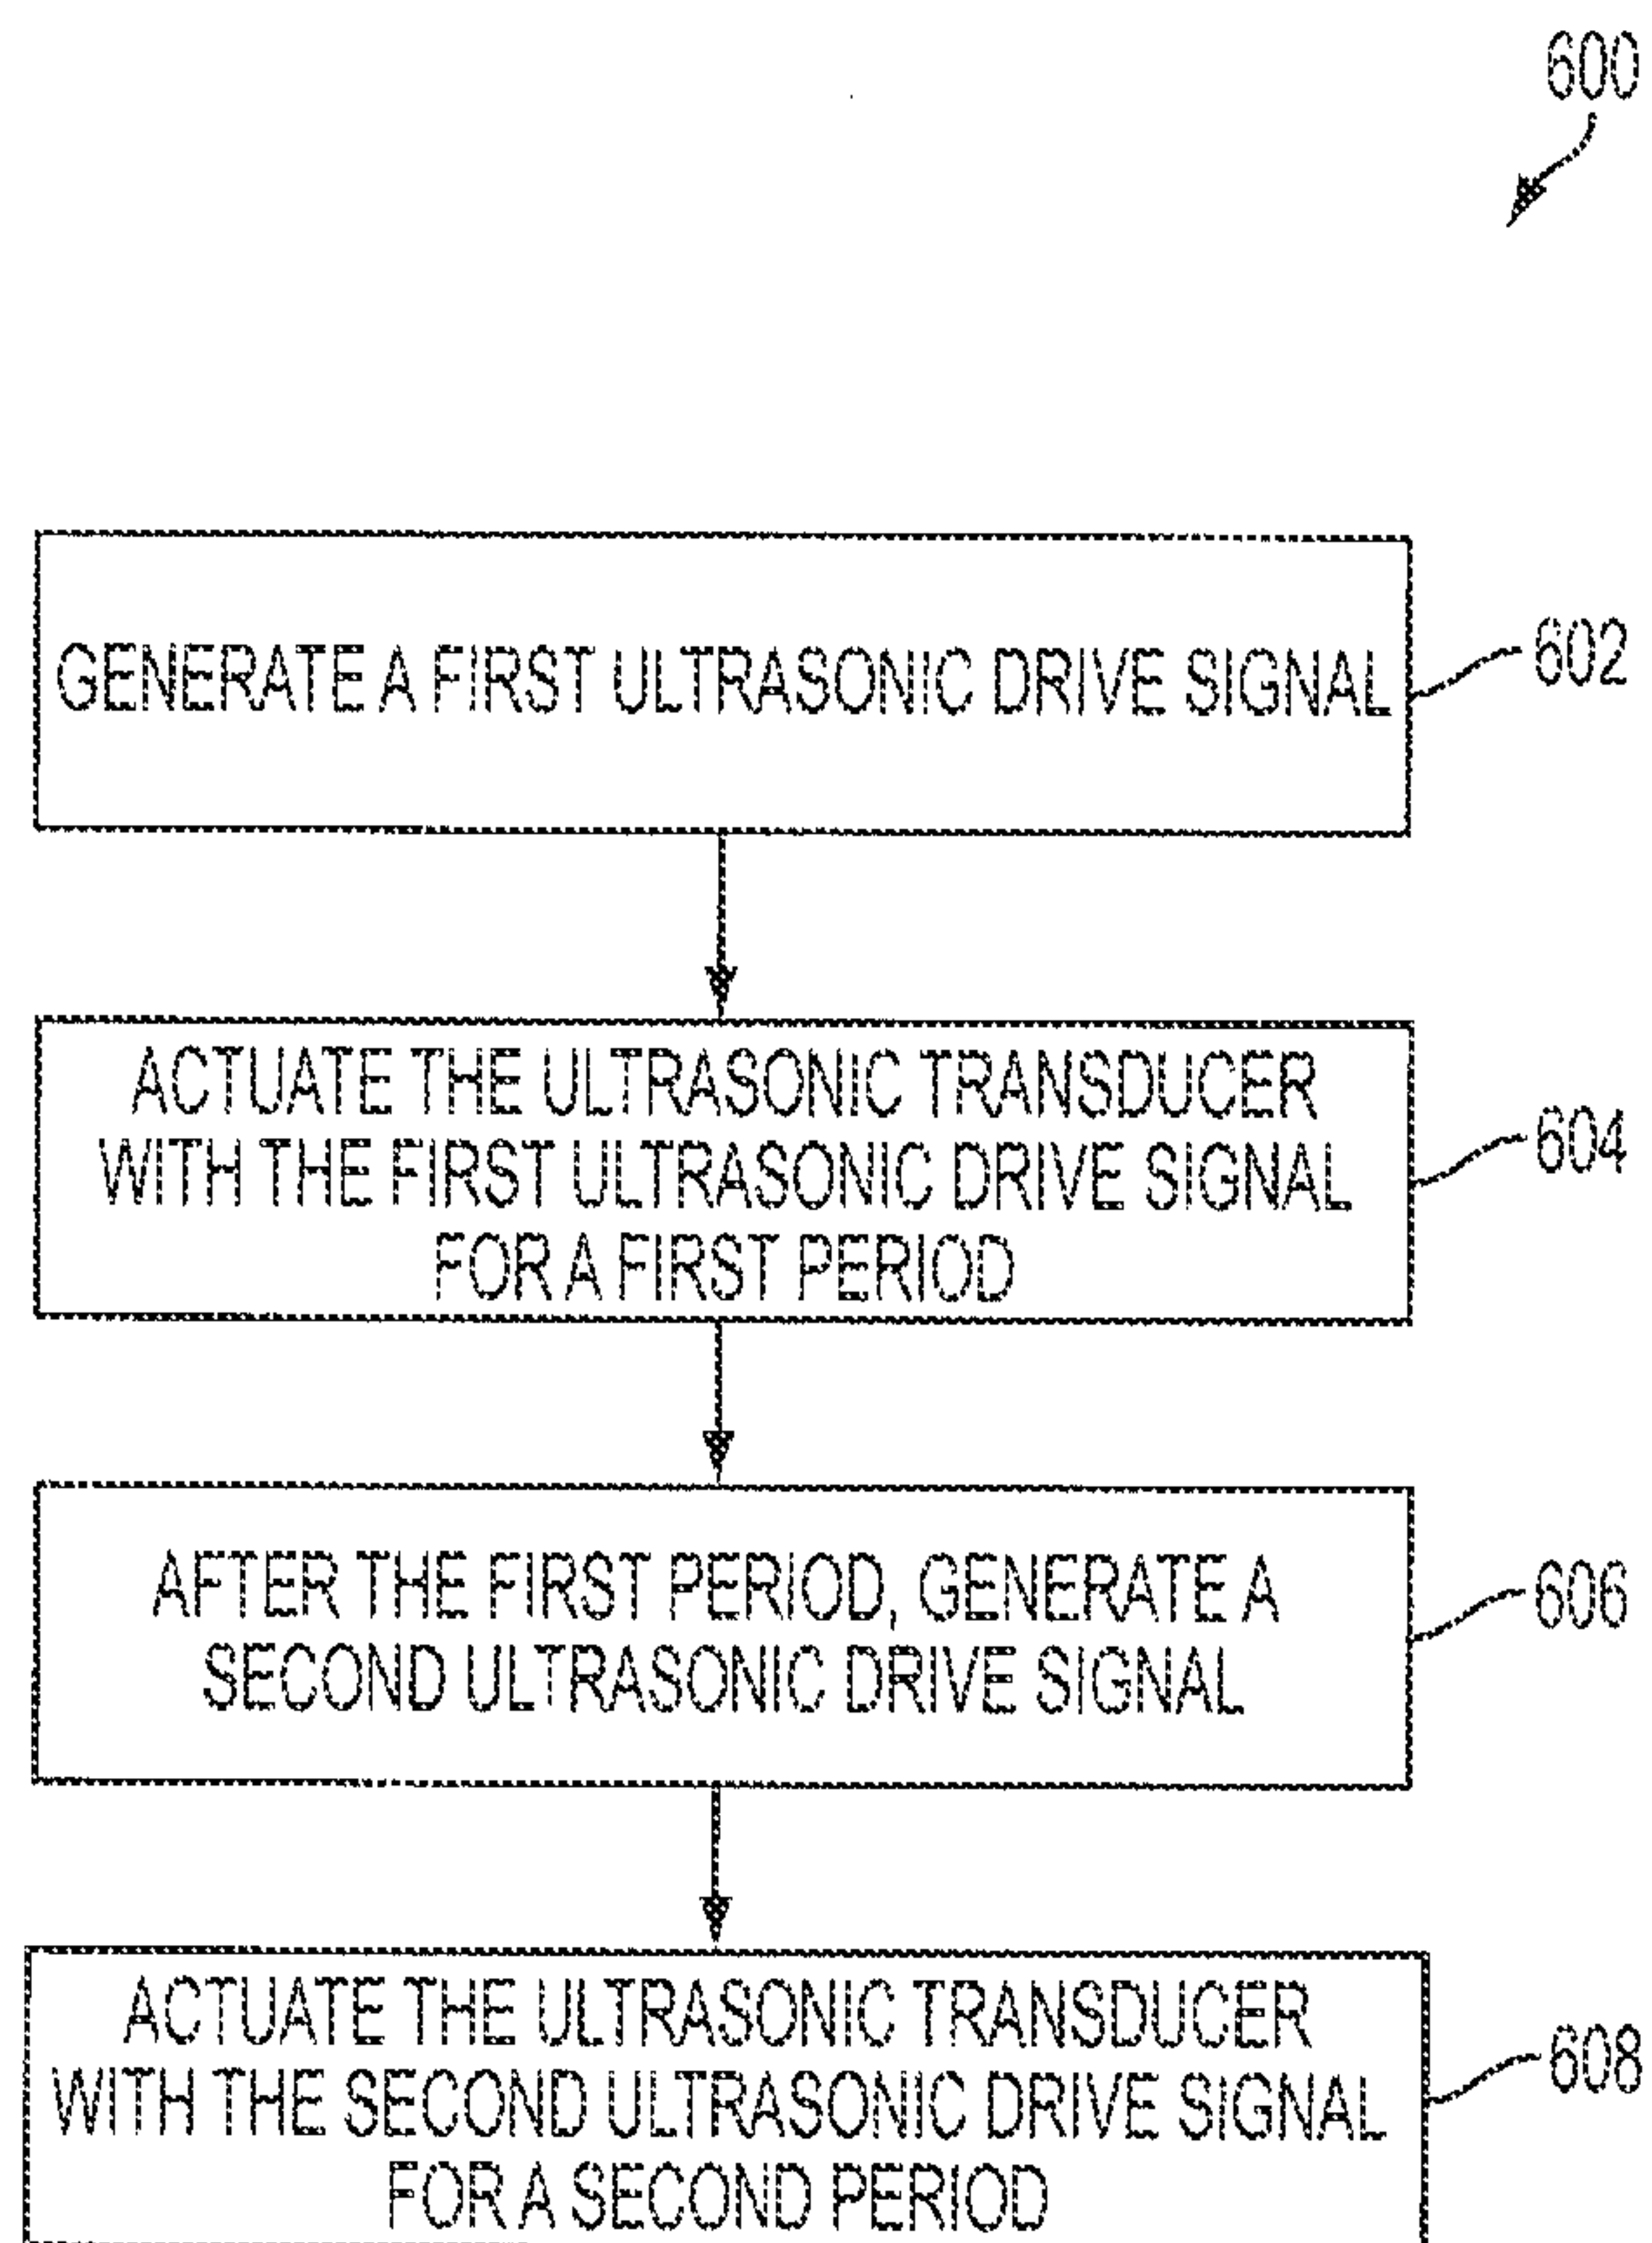 600
GENERATE A FIRST ULTRASONIC DRIVE SIGNAL
602
ACTUATE THE ULTRASONIC TRANSDUCER
WITH THE FIRST ULTRASONIC DRIVE SIGNAL
FOR A FIRST PERIOD
604
AFTER THE FIRST PERIOD, GENERATE A
SECOND ULTRASONIC DRIVE SIGNAL
606
ACTUATE THE ULTRASONIC TRANSDUCER
WITH THE SECOND ULTRASONIC DRIVE SIGNAL
FOR A SECOND PERIOD
608